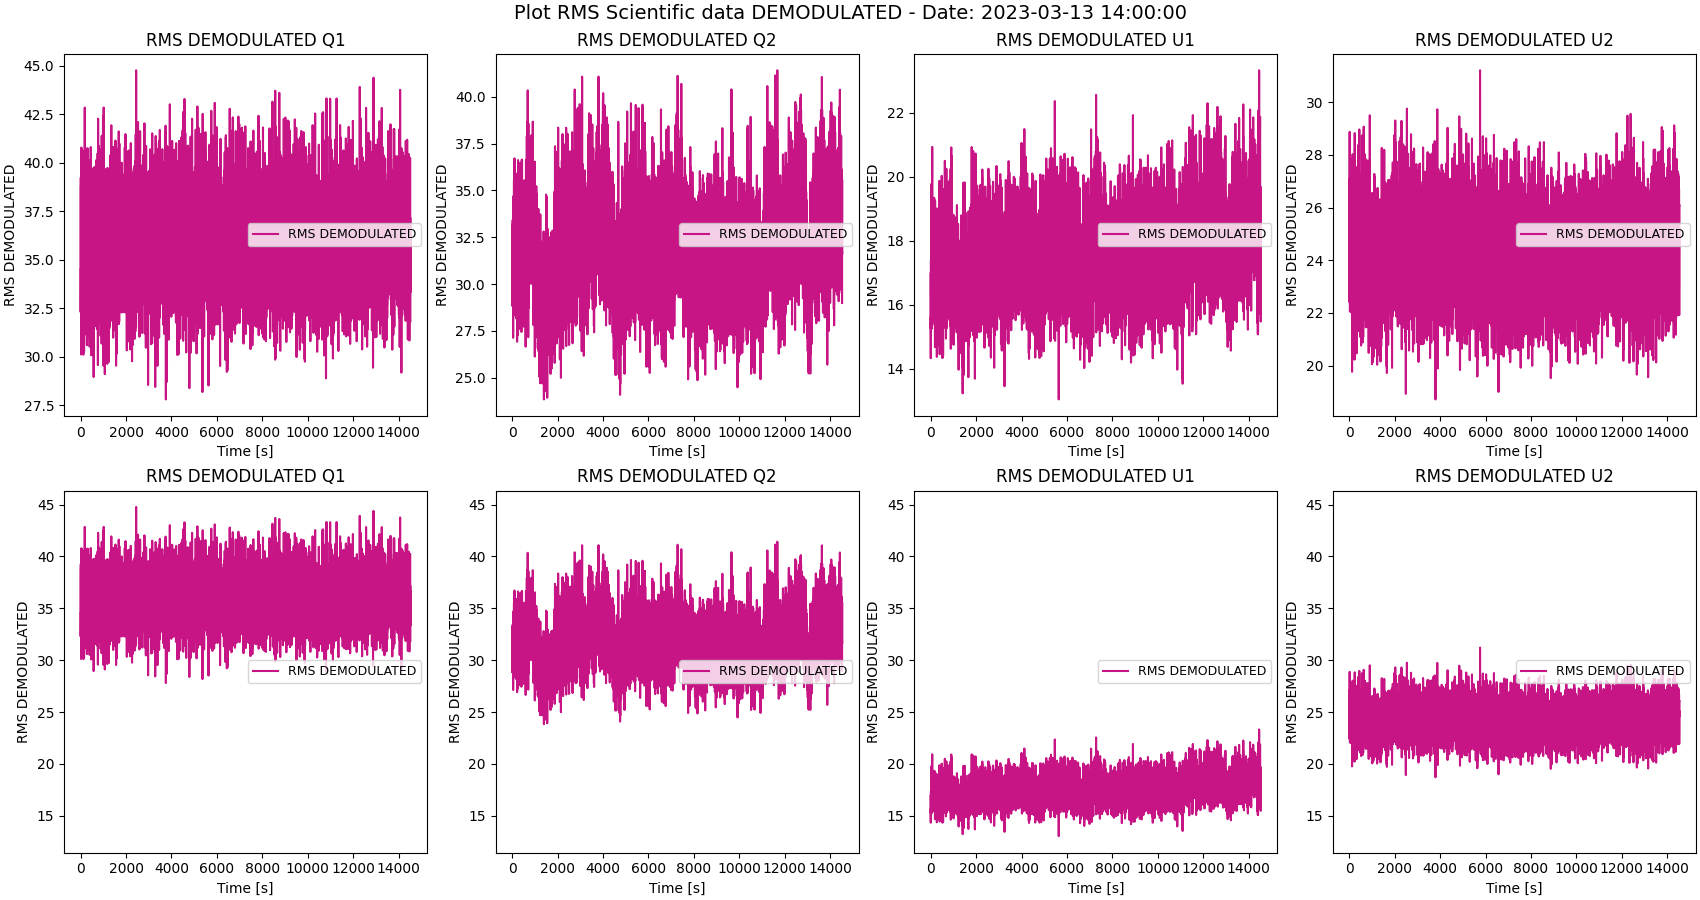 Plot RMS Scientific data DEMODULATED - Date: 2023-03-13 14:00:00
RMS DEMODULATED Q1
RMS DEMODULATED
45.0
42.5
40.0
37.5
35.0
32.5
30.0
27.5
RMS DEMODULATED
0 2000 4000 6000 8000 10000 12000 14000
Time [s]
RMS DEMODULATED Q2
RMS DEMODULATED
40.0
37.5
35.0
32.5
30.0
27.5
25.0
RMS DEMODULATED
0 2000 4000 6000 8000 10000 12000 14000
Time [s]
RMS DEMODULATED U1
RMS DEMODULATED
22
20
18
16
14
RMS DEMODULATED
0 2000 4000 6000 8000 10000 12000 14000
Time [s]
RMS DEMODULATED U2
RMS DEMODULATED
30
28
26
24
22
20
RMS DEMODULATED
0 2000 4000 6000 8000 10000 12000 14000
Time [s]
RMS DEMODULATED Q1
RMS DEMODULATED
45
40
35
30
25
20
15
RMS DEMODULATED
0 2000 4000 6000 8000 10000 12000 14000
Time [s]
RMS DEMODULATED Q2
RMS DEMODULATED
45
40
35
30
25
20
15
RMS DEMODULATED
0 2000 4000 6000 8000 10000 12000 14000
Time [s]
RMS DEMODULATED U1
RMS DEMODULATED
45
40
35
30
25
20
15
RMS DEMODULATED
0 2000 4000 6000 8000 10000 12000 14000
Time [s]
RMS DEMODULATED U2
RMS DEMODULATED
45
40
35
30
25
20
15
RMS DEMODULATED
0 2000 4000 6000 8000 10000 12000 14000
Time [s]